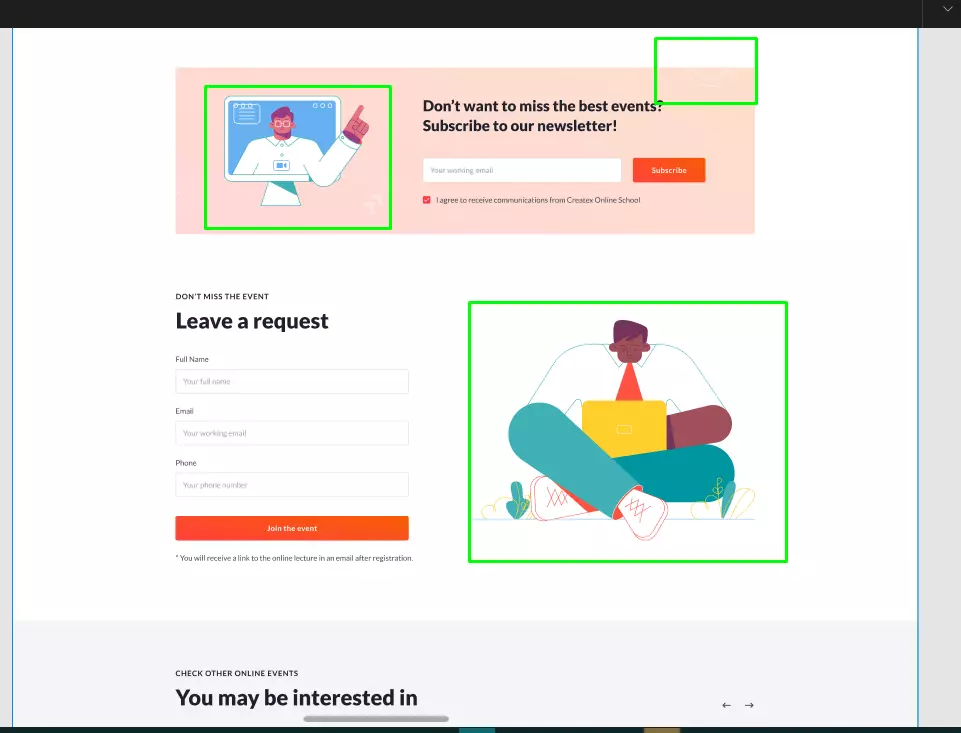 Don't want to miss the best events?
Subscribe to our newsletter!
Your working email
Subscribe
I agree to receive communications from Createx Online School
DON'T MISS THE EVENT
Leave a request
Full Name
Your full name
Email
Your working email
Phone
Your phone number
Join the event
* You will receive a link to the online lecture in an email after registration.
CHECK OTHER ONLINE EVENTS
You may be interested in